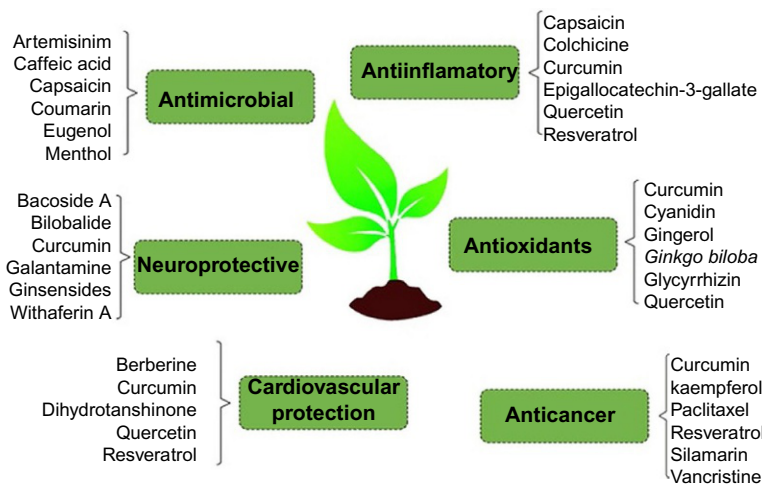 Artemisinim
Caffeic acid
Capsaicin
Coumarin
Eugenol
Menthol
Antimicrobial
Antiinflamatory
Capsaicin
Colchicine
Curcumin
Epigallocatechin-3-gallate
Quercetin
Resveratrol
Bacoside A
Bilobalide
Curcumin
Galantamine
Ginsensides
Withaferin A
Neuroprotective
Antioxidants
Curcumin
Cyanidin
Gingerol
Ginkgo biloba
Glycyrrhizin
Quercetin
Berberine
Curcumin
Dihydrotanshinone
Quercetin
Resveratrol
Cardiovascular
protection
Anticancer
Curcumin
kaempferol
Paclitaxel
Resveratrol
Silamarin
Vancristine